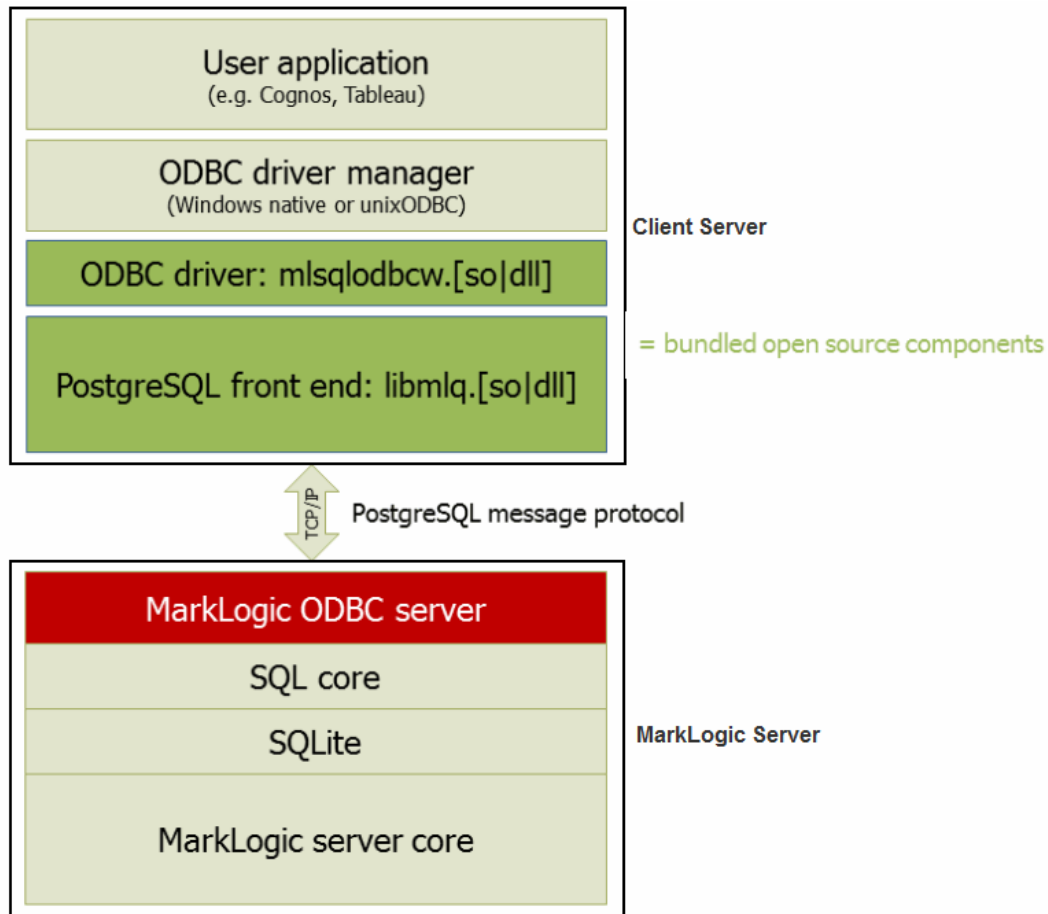 User application
(e.g. Cognos, Tableau)
ODBC driver manager
(Windows native or unixODBC)
Client Server
ODBC driver: mlsqlodbcw.[so|dll]
= bundled open source components
PostgreSQL front end: libmlq.[so|dll]
TCP/IP
PostgreSQL message protocol
MarkLogic ODBC server
SQL core
SQLite
MarkLogic Server
MarkLogic server core